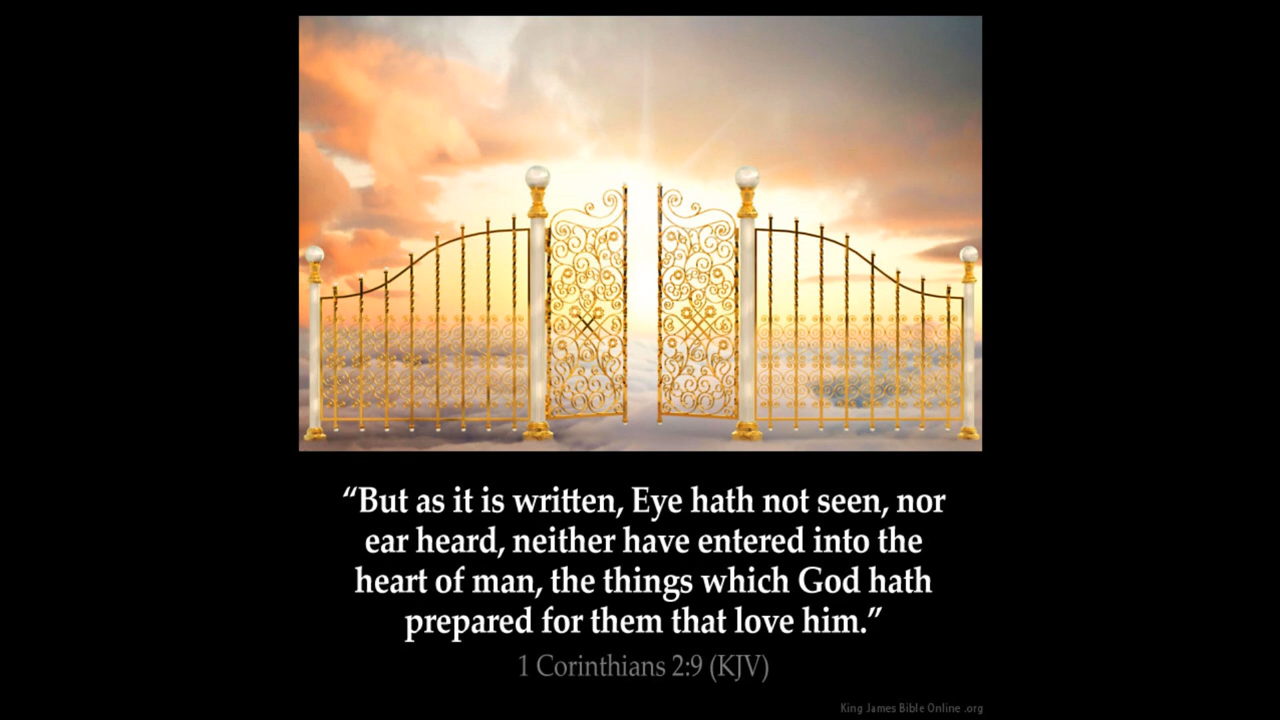 “But as it is written, Eye hath not seen, nor
ear heard, neither have entered into the
heart of man, the things which God hath
prepared for them that love him.”
1 Corinthians 2:9 (KJV)
King James Bible Online .org